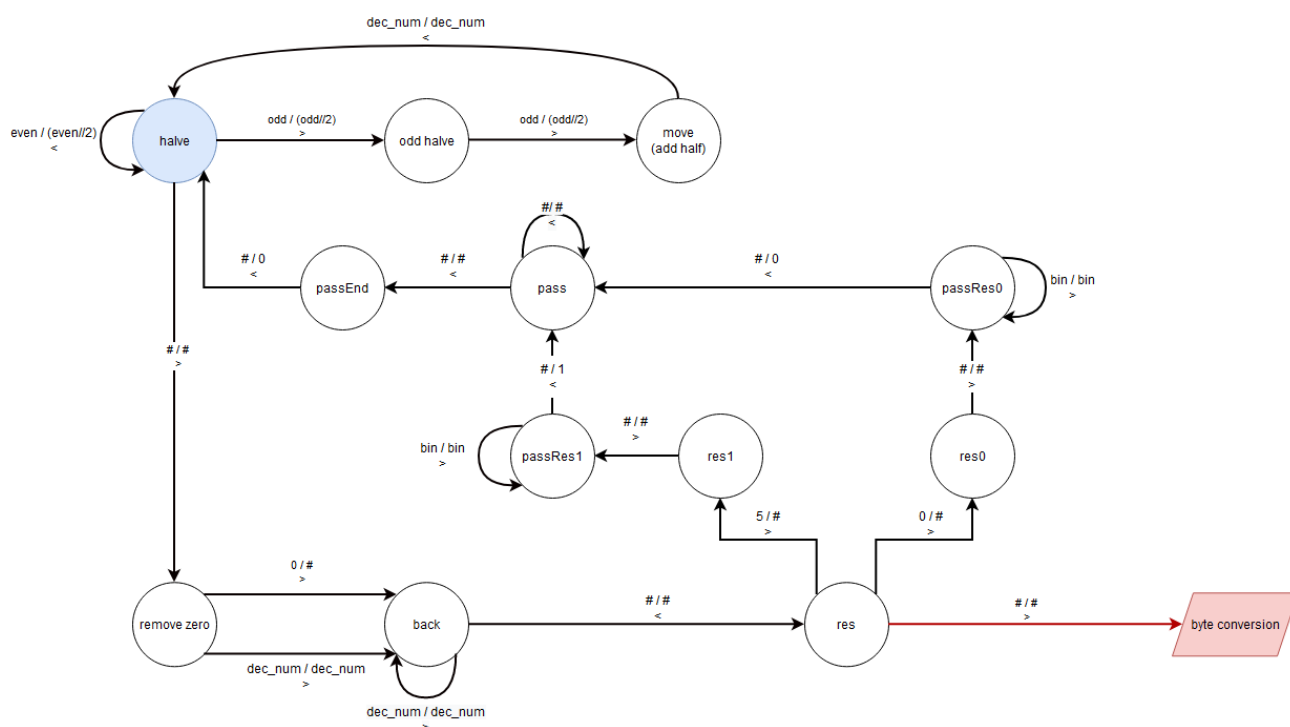 dec_num / dec_num
<
even / (even//2)
<
halve
odd / (odd//2)
>
odd halve
odd / (odd//2)
>
move
(add half)
#/ #
<
# / 0
<
passEnd
# / #
<
pass
# / 0
<
passRes0
bin / bin
>
# / #
>
# / 1
<
# / #
>
bin / bin
>
passRes1
# / #
>
res1
res0
5 / #
>
0 / #
>
remove zero
0 / #
>
dec_num / dec_num
>
back
dec_num / dec_num
>
# / #
<
res
# / #
>
byte conversion